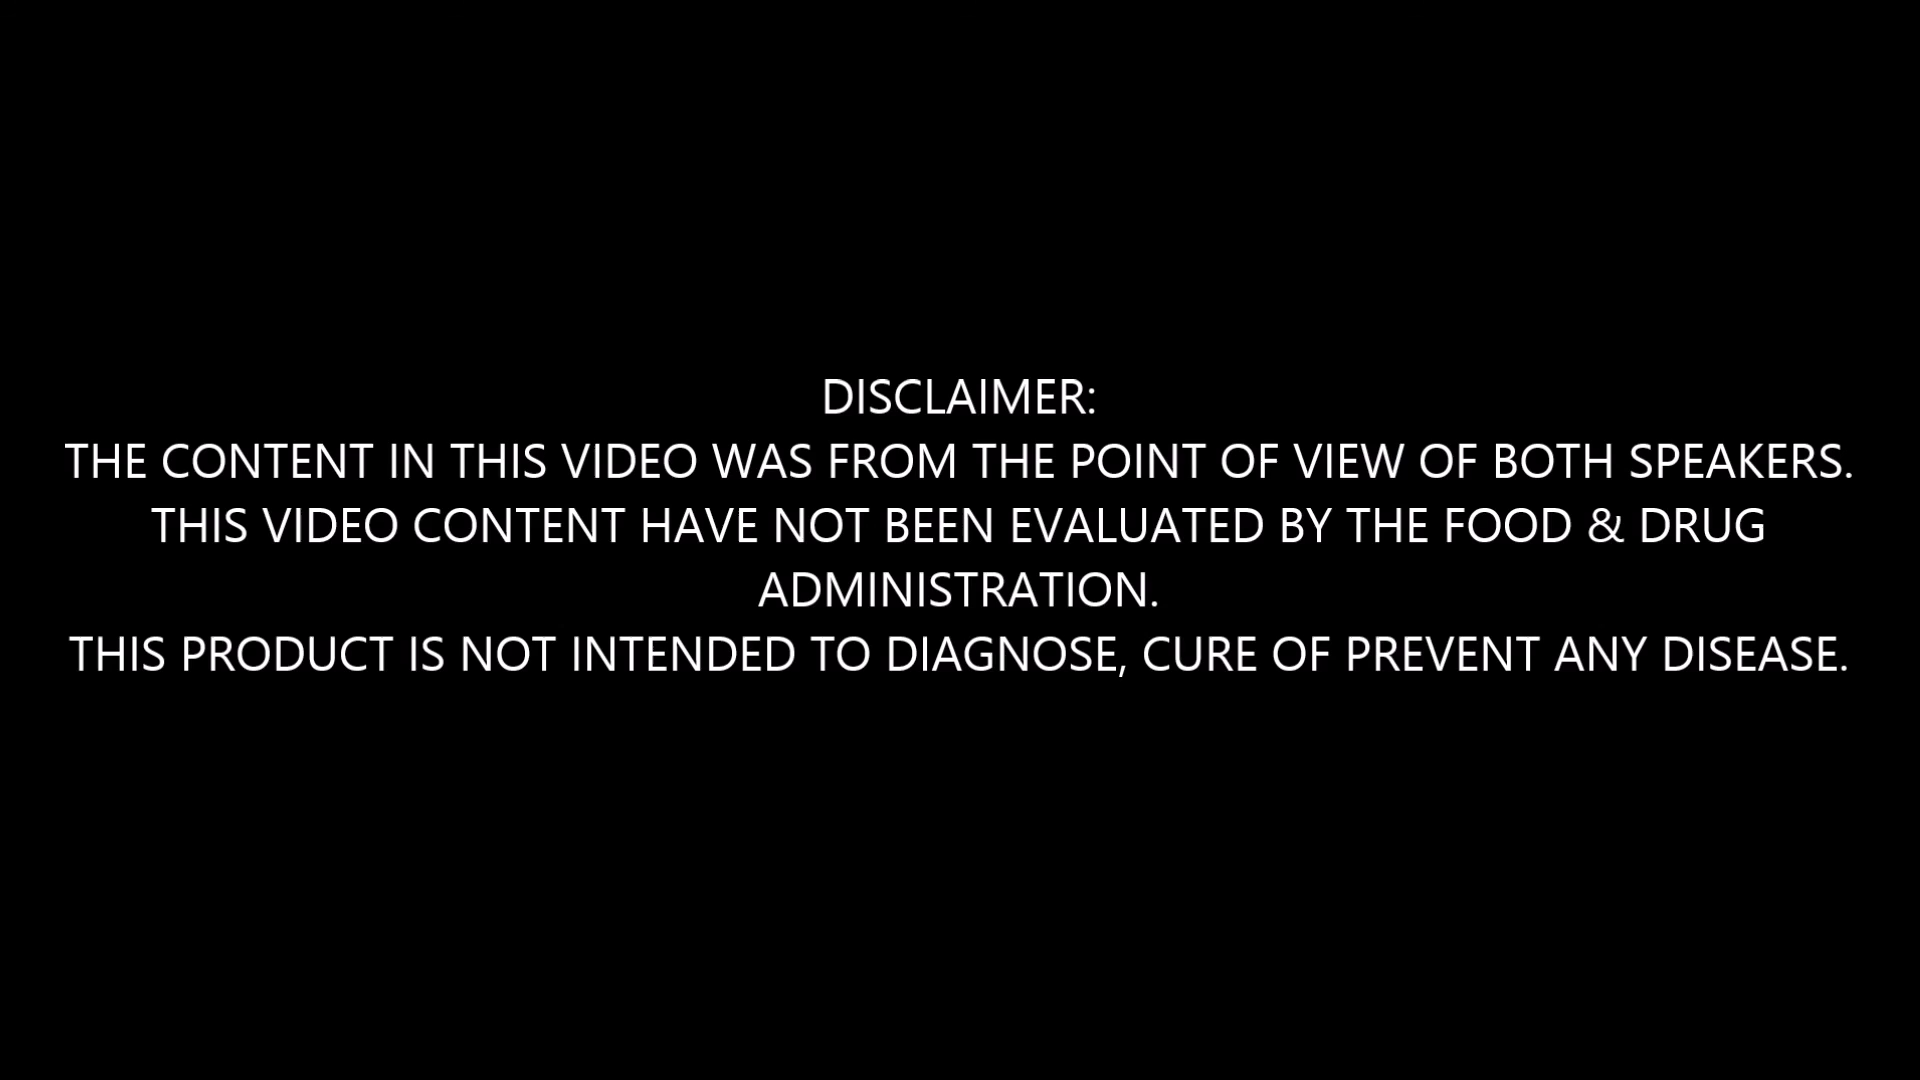 DISCLAIMER:
THE CONTENT IN THIS VIDEO WAS FROM THE POINT OF VIEW OF BOTH SPEAKERS.
THIS VIDEO CONTENT HAVE NOT BEEN EVALUATED BY THE FOOD & DRUG
ADMINISTRATION.
THIS PRODUCT IS NOT INTENDED TO DIAGNOSE, CURE OF PREVENT ANY DISEASE.